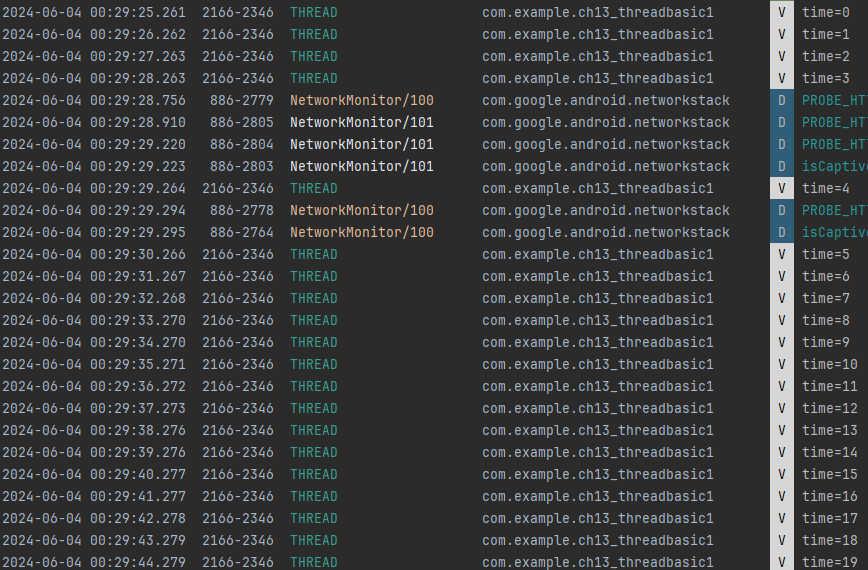 2024-06-04 00:29:25.261 2166-2346 THREAD com.example.ch13_threadbasic1 V time=0
2024-06-04 00:29:26.262 2166-2346 THREAD com.example.ch13_threadbasic1 V time=1
2024-06-04 00:29:27.263 2166-2346 THREAD com.example.ch13_threadbasic1 V time=2
2024-06-04 00:29:28.263 2166-2346 THREAD com.example.ch13_threadbasic1 V time=3
2024-06-04 00:29:28.756 886-2779 NetworkMonitor/100 com.google.android.networkstack D PROBE_HT
2024-06-04 00:29:28.910 886-2805 NetworkMonitor/101 com.google.android.networkstack D PROBE_HT
2024-06-04 00:29:29.220 886-2804 NetworkMonitor/101 com.google.android.networkstack D PROBE_HT
2024-06-04 00:29:29.223 886-2803 NetworkMonitor/101 com.google.android.networkstack D isCaptiv
2024-06-04 00:29:29.264 2166-2346 THREAD com.example.ch13_threadbasic1 V time=4
2024-06-04 00:29:29.294 886-2778 NetworkMonitor/100 com.google.android.networkstack D PROBE_HT
2024-06-04 00:29:29.295 886-2764 NetworkMonitor/100 com.google.android.networkstack D isCaptiv
2024-06-04 00:29:30.266 2166-2346 THREAD com.example.ch13_threadbasic1 V time=5
2024-06-04 00:29:31.267 2166-2346 THREAD com.example.ch13_threadbasic1 V time=6
2024-06-04 00:29:32.268 2166-2346 THREAD com.example.ch13_threadbasic1 V time=7
2024-06-04 00:29:33.270 2166-2346 THREAD com.example.ch13_threadbasic1 V time=8
2024-06-04 00:29:34.270 2166-2346 THREAD com.example.ch13_threadbasic1 V time=9
2024-06-04 00:29:35.271 2166-2346 THREAD com.example.ch13_threadbasic1 V time=10
2024-06-04 00:29:36.272 2166-2346 THREAD com.example.ch13_threadbasic1 V time=11
2024-06-04 00:29:37.273 2166-2346 THREAD com.example.ch13_threadbasic1 V time=12
2024-06-04 00:29:38.276 2166-2346 THREAD com.example.ch13_threadbasic1 V time=13
2024-06-04 00:29:39.276 2166-2346 THREAD com.example.ch13_threadbasic1 V time=14
2024-06-04 00:29:40.277 2166-2346 THREAD com.example.ch13_threadbasic1 V time=15
2024-06-04 00:29:41.277 2166-2346 THREAD com.example.ch13_threadbasic1 V time=16
2024-06-04 00:29:42.278 2166-2346 THREAD com.example.ch13_threadbasic1 V time=17
2024-06-04 00:29:43.279 2166-2346 THREAD com.example.ch13_threadbasic1 V time=18
2024-06-04 00:29:44.279 2166-2346 THREAD com.example.ch13_threadbasic1 V time=19